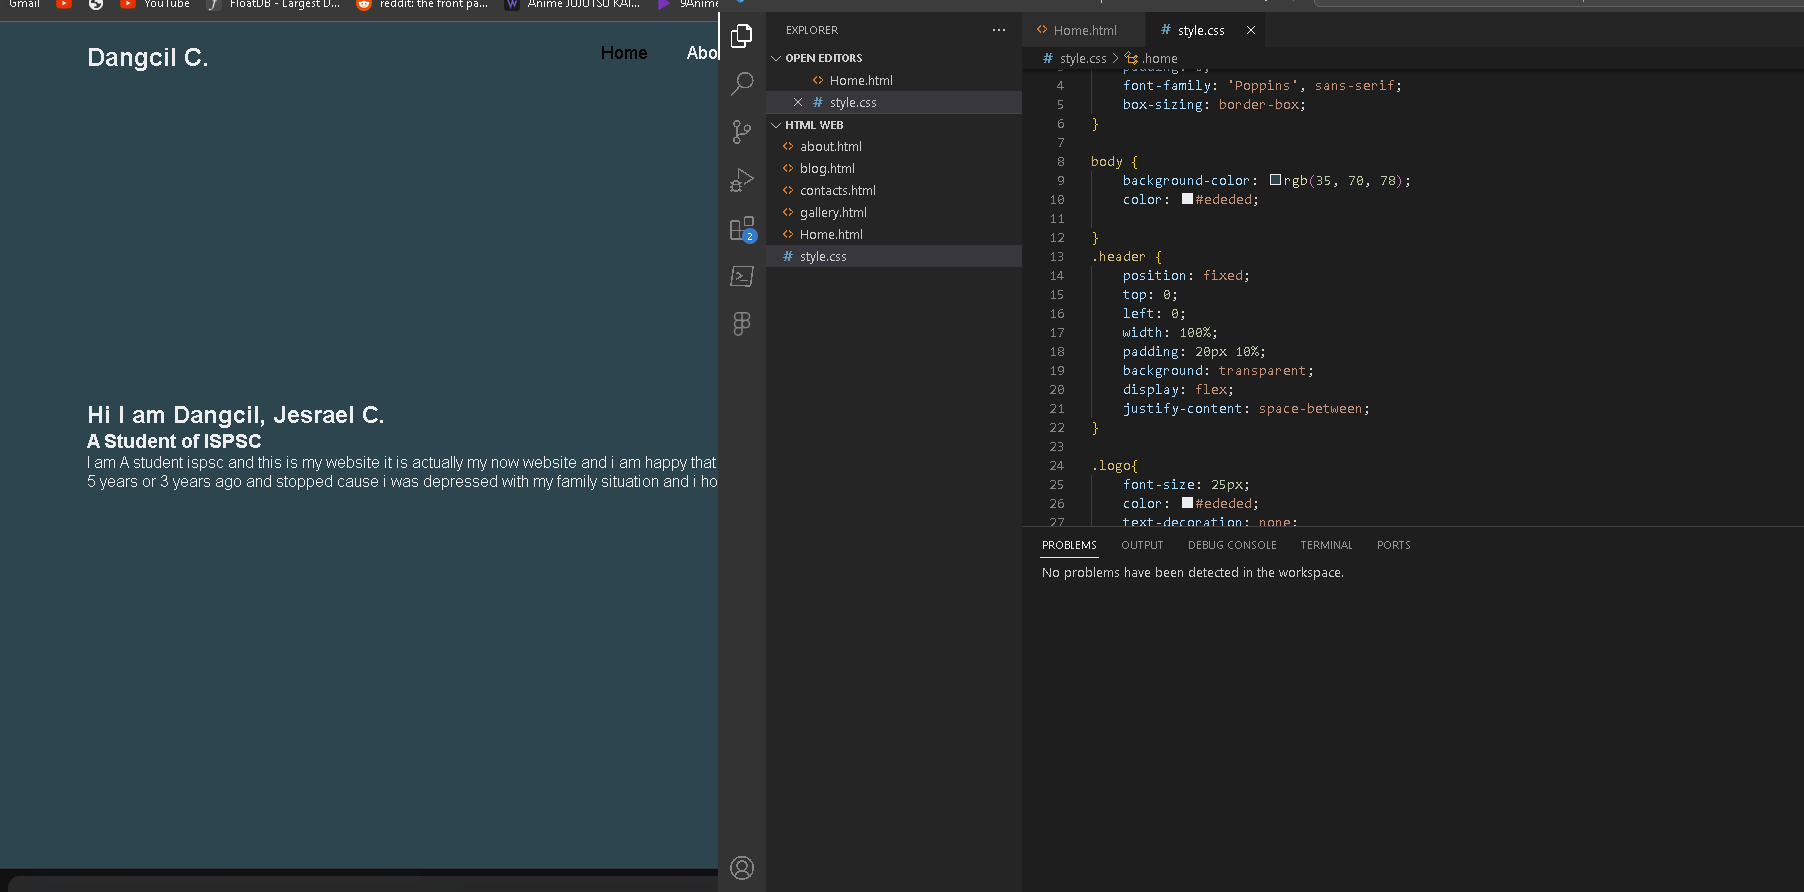 Gmail
YouTube
FloatDB - Largest D...
reddit: the front pa...
Anime JUJUTSU KAI...
9Anime
Dangcil C.
Home
Abo
Hi I am Dangcil, Jesrael C.
A Student of ISPSC
I am A student ispsc and this is my website it is actually my now website and i am happy that
5 years or 3 years ago and stopped cause i was depressed with my family situation and i ho
2
EXPLORER
OPEN EDITORS
Home.html
style.css
HTML WEB
about.html
blog.html
contacts.html
gallery.html
Home.html
style.css
Home.html
style.css
style.css > .home
4 font-family: 'Poppins', sans-serif;
5 box-sizing: border-box;
6 }
7
8 body {
9 background-color: rgb(35, 70, 78);
10 color: #ededed;
11
12 }
13 .header {
14 position: fixed;
15 top: 0;
16 left: 0;
17 width: 100%;
18 padding: 20px 10%;
19 background: transparent;
20 display: flex;
21 justify-content: space-between;
22 }
23
24 .logo{
25 font-size: 25px;
26 color: #ededed;
27 text-decoration: none;
PROBLEMS OUTPUT DEBUG CONSOLE TERMINAL PORTS
No problems have been detected in the workspace.